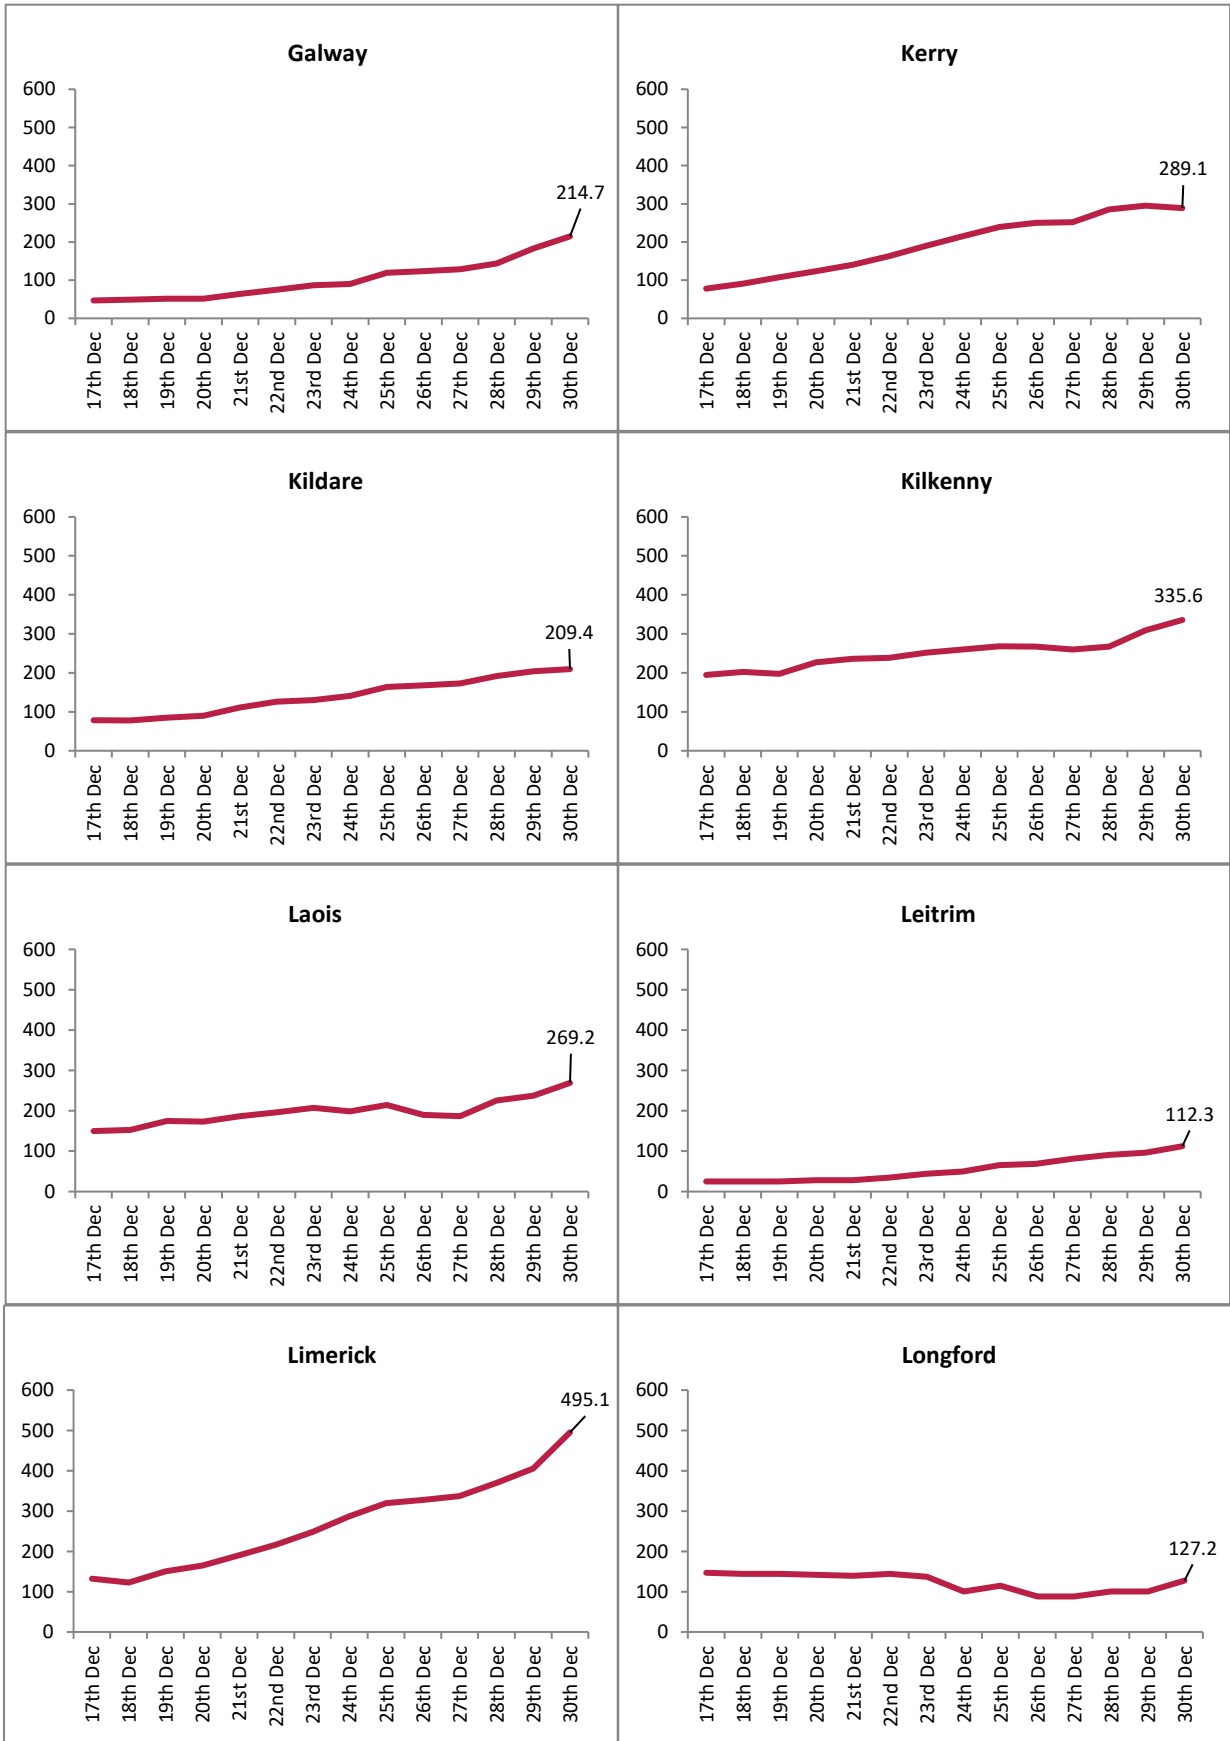 Galway
600
500
400
300
200
100
0
214.7
17th Dec
18th Dec
19th Dec
20th Dec
21st Dec
22nd Dec
23rd Dec
24th Dec
25th Dec
26th Dec
27th Dec
28th Dec
29th Dec
30th Dec
Kerry
600
500
400
300
200
100
0
289.1
17th Dec
18th Dec
19th Dec
20th Dec
21st Dec
22nd Dec
23rd Dec
24th Dec
25th Dec
26th Dec
27th Dec
28th Dec
29th Dec
30th Dec
Kildare
600
500
400
300
200
100
0
209.4
17th Dec
18th Dec
19th Dec
20th Dec
21st Dec
22nd Dec
23rd Dec
24th Dec
25th Dec
26th Dec
27th Dec
28th Dec
29th Dec
30th Dec
Kilkenny
600
500
400
300
200
100
0
335.6
17th Dec
18th Dec
19th Dec
20th Dec
21st Dec
22nd Dec
23rd Dec
24th Dec
25th Dec
26th Dec
27th Dec
28th Dec
29th Dec
30th Dec
Laois
600
500
400
300
200
100
0
269.2
17th Dec
18th Dec
19th Dec
20th Dec
21st Dec
22nd Dec
23rd Dec
24th Dec
25th Dec
26th Dec
27th Dec
28th Dec
29th Dec
30th Dec
Leitrim
600
500
400
300
200
100
0
112.3
17th Dec
18th Dec
19th Dec
20th Dec
21st Dec
22nd Dec
23rd Dec
24th Dec
25th Dec
26th Dec
27th Dec
28th Dec
29th Dec
30th Dec
Limerick
600
500
400
300
200
100
0
495.1
17th Dec
18th Dec
19th Dec
20th Dec
21st Dec
22nd Dec
23rd Dec
24th Dec
25th Dec
26th Dec
27th Dec
28th Dec
29th Dec
30th Dec
Longford
600
500
400
300
200
100
0
127.2
17th Dec
18th Dec
19th Dec
20th Dec
21st Dec
22nd Dec
23rd Dec
24th Dec
25th Dec
26th Dec
27th Dec
28th Dec
29th Dec
30th Dec